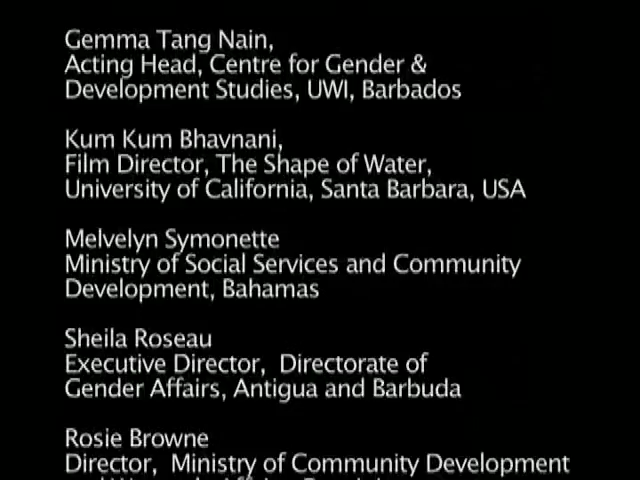 Gemma Tang Nain,
Acting Head, Centre for Gender &
Development Studies, UWI, Barbados
Kum Kum Bhavnani,
Film Director, The Shape of Water,
University of California, Santa Barbara, USA
Melvelyn Symonette
Ministry of Social Services and Community
Development, Bahamas
Sheila Roseau
Executive Director,  Directorate of
Gender Affairs, Antigua and Barbuda
Rosie Browne
Director,  Ministry of Community Development